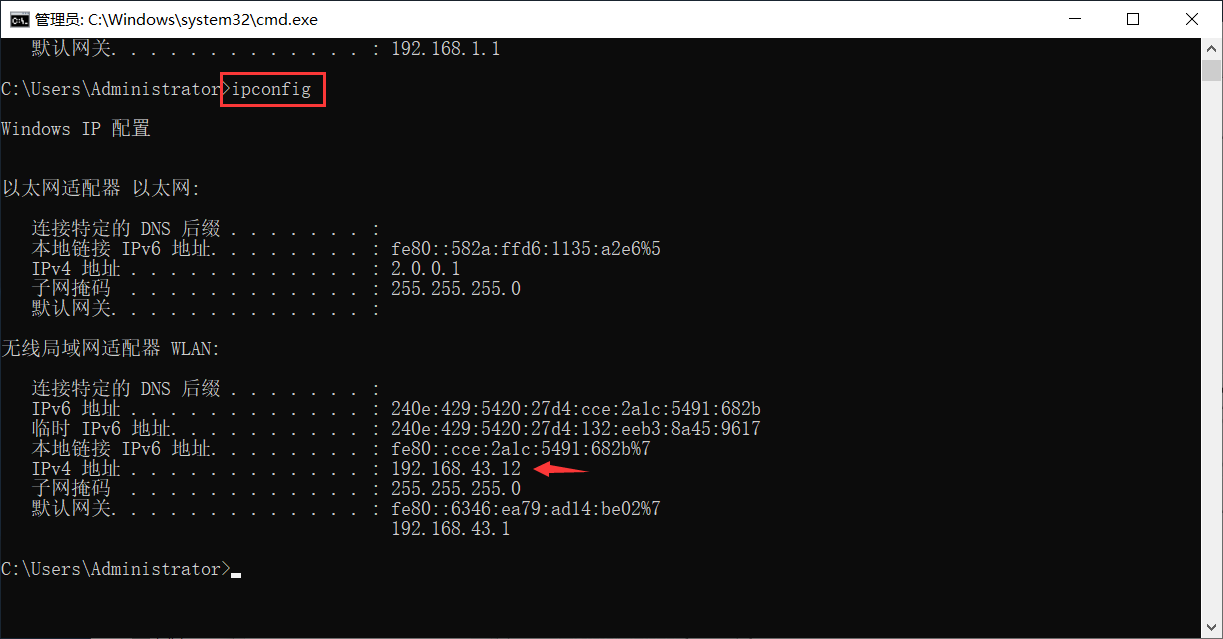 管理员: C:\Windows\system32\cmd.exe
默认网关. . . . . . . . . . . . . : 192.168.1.1
C:\Users\Administrator>ipconfig
Windows IP 配置
以太网适配器 以太网:
连接特定的 DNS 后缀 . . . . . . . :
本地链接 IPv6 地址. . . . . . . . : fe80::582a:ffd6:1135:a2e6%5
IPv4 地址 . . . . . . . . . . . . : 2.0.0.1
子网掩码 . . . . . . . . . . . . : 255.255.255.0
默认网关. . . . . . . . . . . . . :
无线局域网适配器 WLAN:
连接特定的 DNS 后缀 . . . . . . . :
IPv6 地址 . . . . . . . . . . . . : 240e:429:5420:27d4:cce:2a1c:5491:682b
临时 IPv6 地址. . . . . . . . . . : 240e:429:5420:27d4:132:eeb3:8a45:9617
本地链接 IPv6 地址. . . . . . . . : fe80::cce:2a1c:5491:682b%7
IPv4 地址 . . . . . . . . . . . . : 192.168.43.12
子网掩码 . . . . . . . . . . . . : 255.255.255.0
默认网关. . . . . . . . . . . . . : fe80::6346:ea79:ad14:be02%7
192.168.43.1
C:\Users\Administrator>